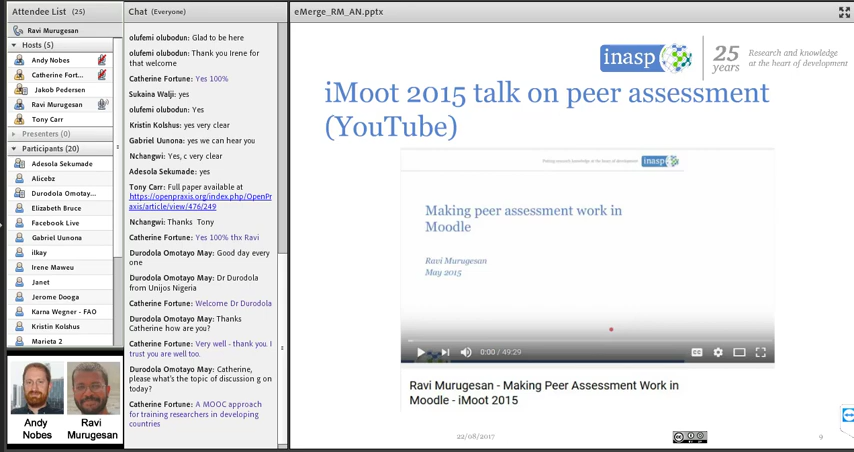 Attendee List (25)
Ravi Murugesan
Hosts (5)
Andy Nobes
Catherine Fort...
Jakob Pedersen
Ravi Murugesan
Tony Carr
Presenters (0)
Participants (20)
Adesola Sekumade
Alicebz
Durodola Omotay...
Elizabeth Bruce
Facebook Live
Gabriel Uunona
ilkay
Irene Maweu
Janet
Jerome Dooga
Karna Wegner - FAO
Kristin Kolshus
Marieta 2
Andy Nobes
Ravi Murugesan
Chat (Everyone)
olufemi olubodun: Glad to be here
olufemi olubodun: Thank you Irene for
that welcome
Catherine Fortune: Yes 100%
Sukaina Walji: yes
olufemi olubodun: Yes
Kristin Kolshus: yes very clear
Gabriel Uunona: yes we can hear you
Nchangwi: Yes, c very clear
Adesola Sekumade: yes
Tony Carr: Full paper available at
https://openpraxis.org/index.php/OpenPr
axis/article/view/476/249
Nchangwi: Thanks Tony
Catherine Fortune: Yes 100% thx Ravi
Durodola Omotayo May: Good day every
one
Durodola Omotayo May: Dr Durodola
from Unijos Nigeria
Catherine Fortune: Welcome Dr Durodola
Durodola Omotayo May: Thanks
Catherine how are you?
Catherine Fortune: Very well - thank you. I
trust you are well too.
Durodola Omotayo May: Catherine,
please what's the topic of discussion g on
today?
Catherine Fortune: A MOOC approach
for training researchers in developing
countries
eMerge_RM_AN.pptx
inasp
25
years
Research and knowledge
at the heart of development
iMoot 2015 talk on peer assessment
(YouTube)
inasp
Making peer assessment work in
Moodle
Ravi Murugesan
May 2015
0:00 / 49:29
Ravi Murugesan - Making Peer Assessment Work in
Moodle - iMoot 2015
22/08/2017
9